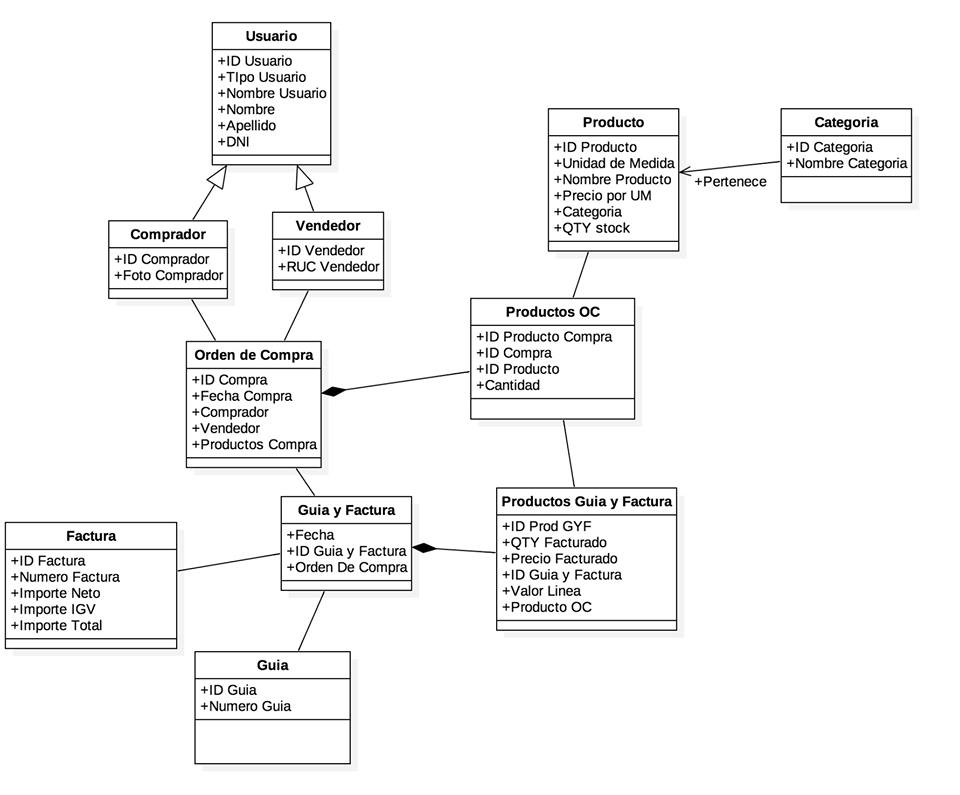 Usuario
+ID Usuario
+TIpo Usuario
+Nombre Usuario
+Nombre
+Apellido
+DNI
Producto
+ID Producto
+Unidad de Medida
+Nombre Producto
+Precio por UM
+Categoria
+QTY stock
Categoria
+ID Categoria
+Nombre Categoria
+Pertenece
Comprador
+ID Comprador
+Foto Comprador
Vendedor
+ID Vendedor
+RUC Vendedor
Productos OC
+ID Producto Compra
+ID Compra
+ID Producto
+Cantidad
Orden de Compra
+ID Compra
+Fecha Compra
+Comprador
+Vendedor
+Productos Compra
Guia y Factura
+Fecha
+ID Guia y Factura
+Orden De Compra
Productos Guia y Factura
+ID Prod GYF
+QTY Facturado
+Precio Facturado
+ID Guia y Factura
+Valor Linea
+Producto OC
Factura
+ID Factura
+Numero Factura
+Importe Neto
+Importe IGV
+Importe Total
Guia
+ID Guia
+Numero Guia